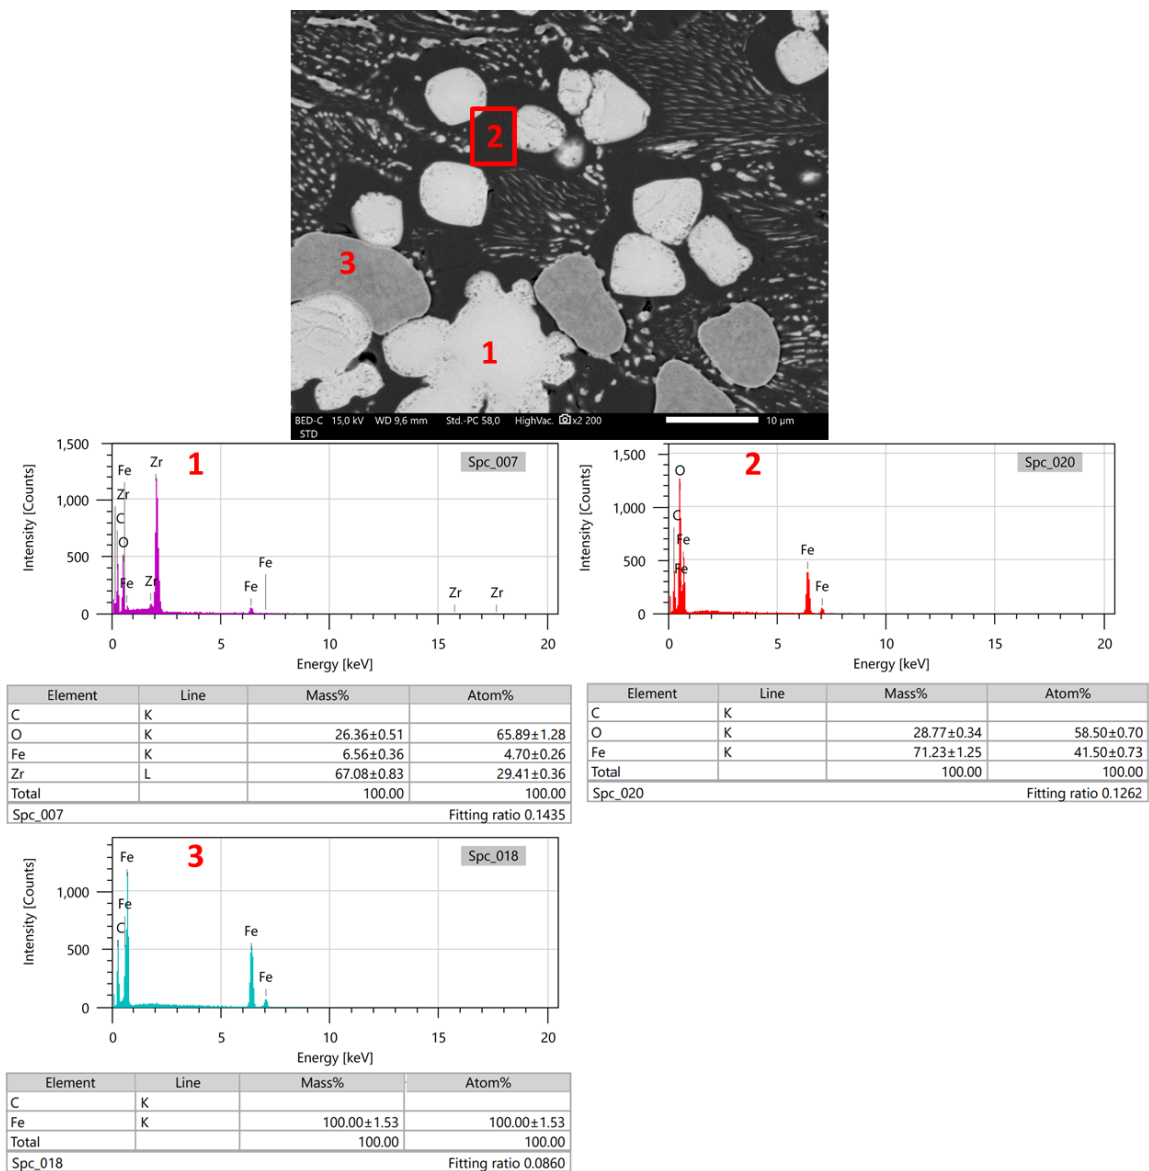 2
3
1
BED-C 15,0 kV WD 9,6 mm Std.-PC 58,0 HighVac. x2 200 10 µm
STD
1,500
1,000
500
0
Intensity [Counts]
1
Spc_007
Fe
Zr
C
O
Fe
Zr
Zr
Fe
Fe
Zr
Zr
0 5 10 15 20
Energy [keV]
1,500
1,000
500
0
Intensity [Counts]
2
Spc_020
O
C
Fe
Fe
Fe
Fe
0 5 10 15 20
Energy [keV]
Element Line Mass% Atom%
C K
O K 26.36±0.51 65.89±1.28
Fe K 6.56±0.36 4.70±0.26
Zr L 67.08±0.83 29.41±0.36
Total 100.00 100.00
Spc_007 Fitting ratio 0.1435
Element Line Mass% Atom%
C K
O K 28.77±0.34 58.50±0.70
Fe K 71.23±1.25 41.50±0.73
Total 100.00 100.00
Spc_020 Fitting ratio 0.1262
1,000
500
0
Intensity [Counts]
3
Spc_018
Fe
Fe
C
Fe
Fe
0 5 10 15 20
Energy [keV]
Element Line Mass% Atom%
C K
Fe K 100.00±1.53 100.00±1.53
Total 100.00 100.00
Spc_018 Fitting ratio 0.0860